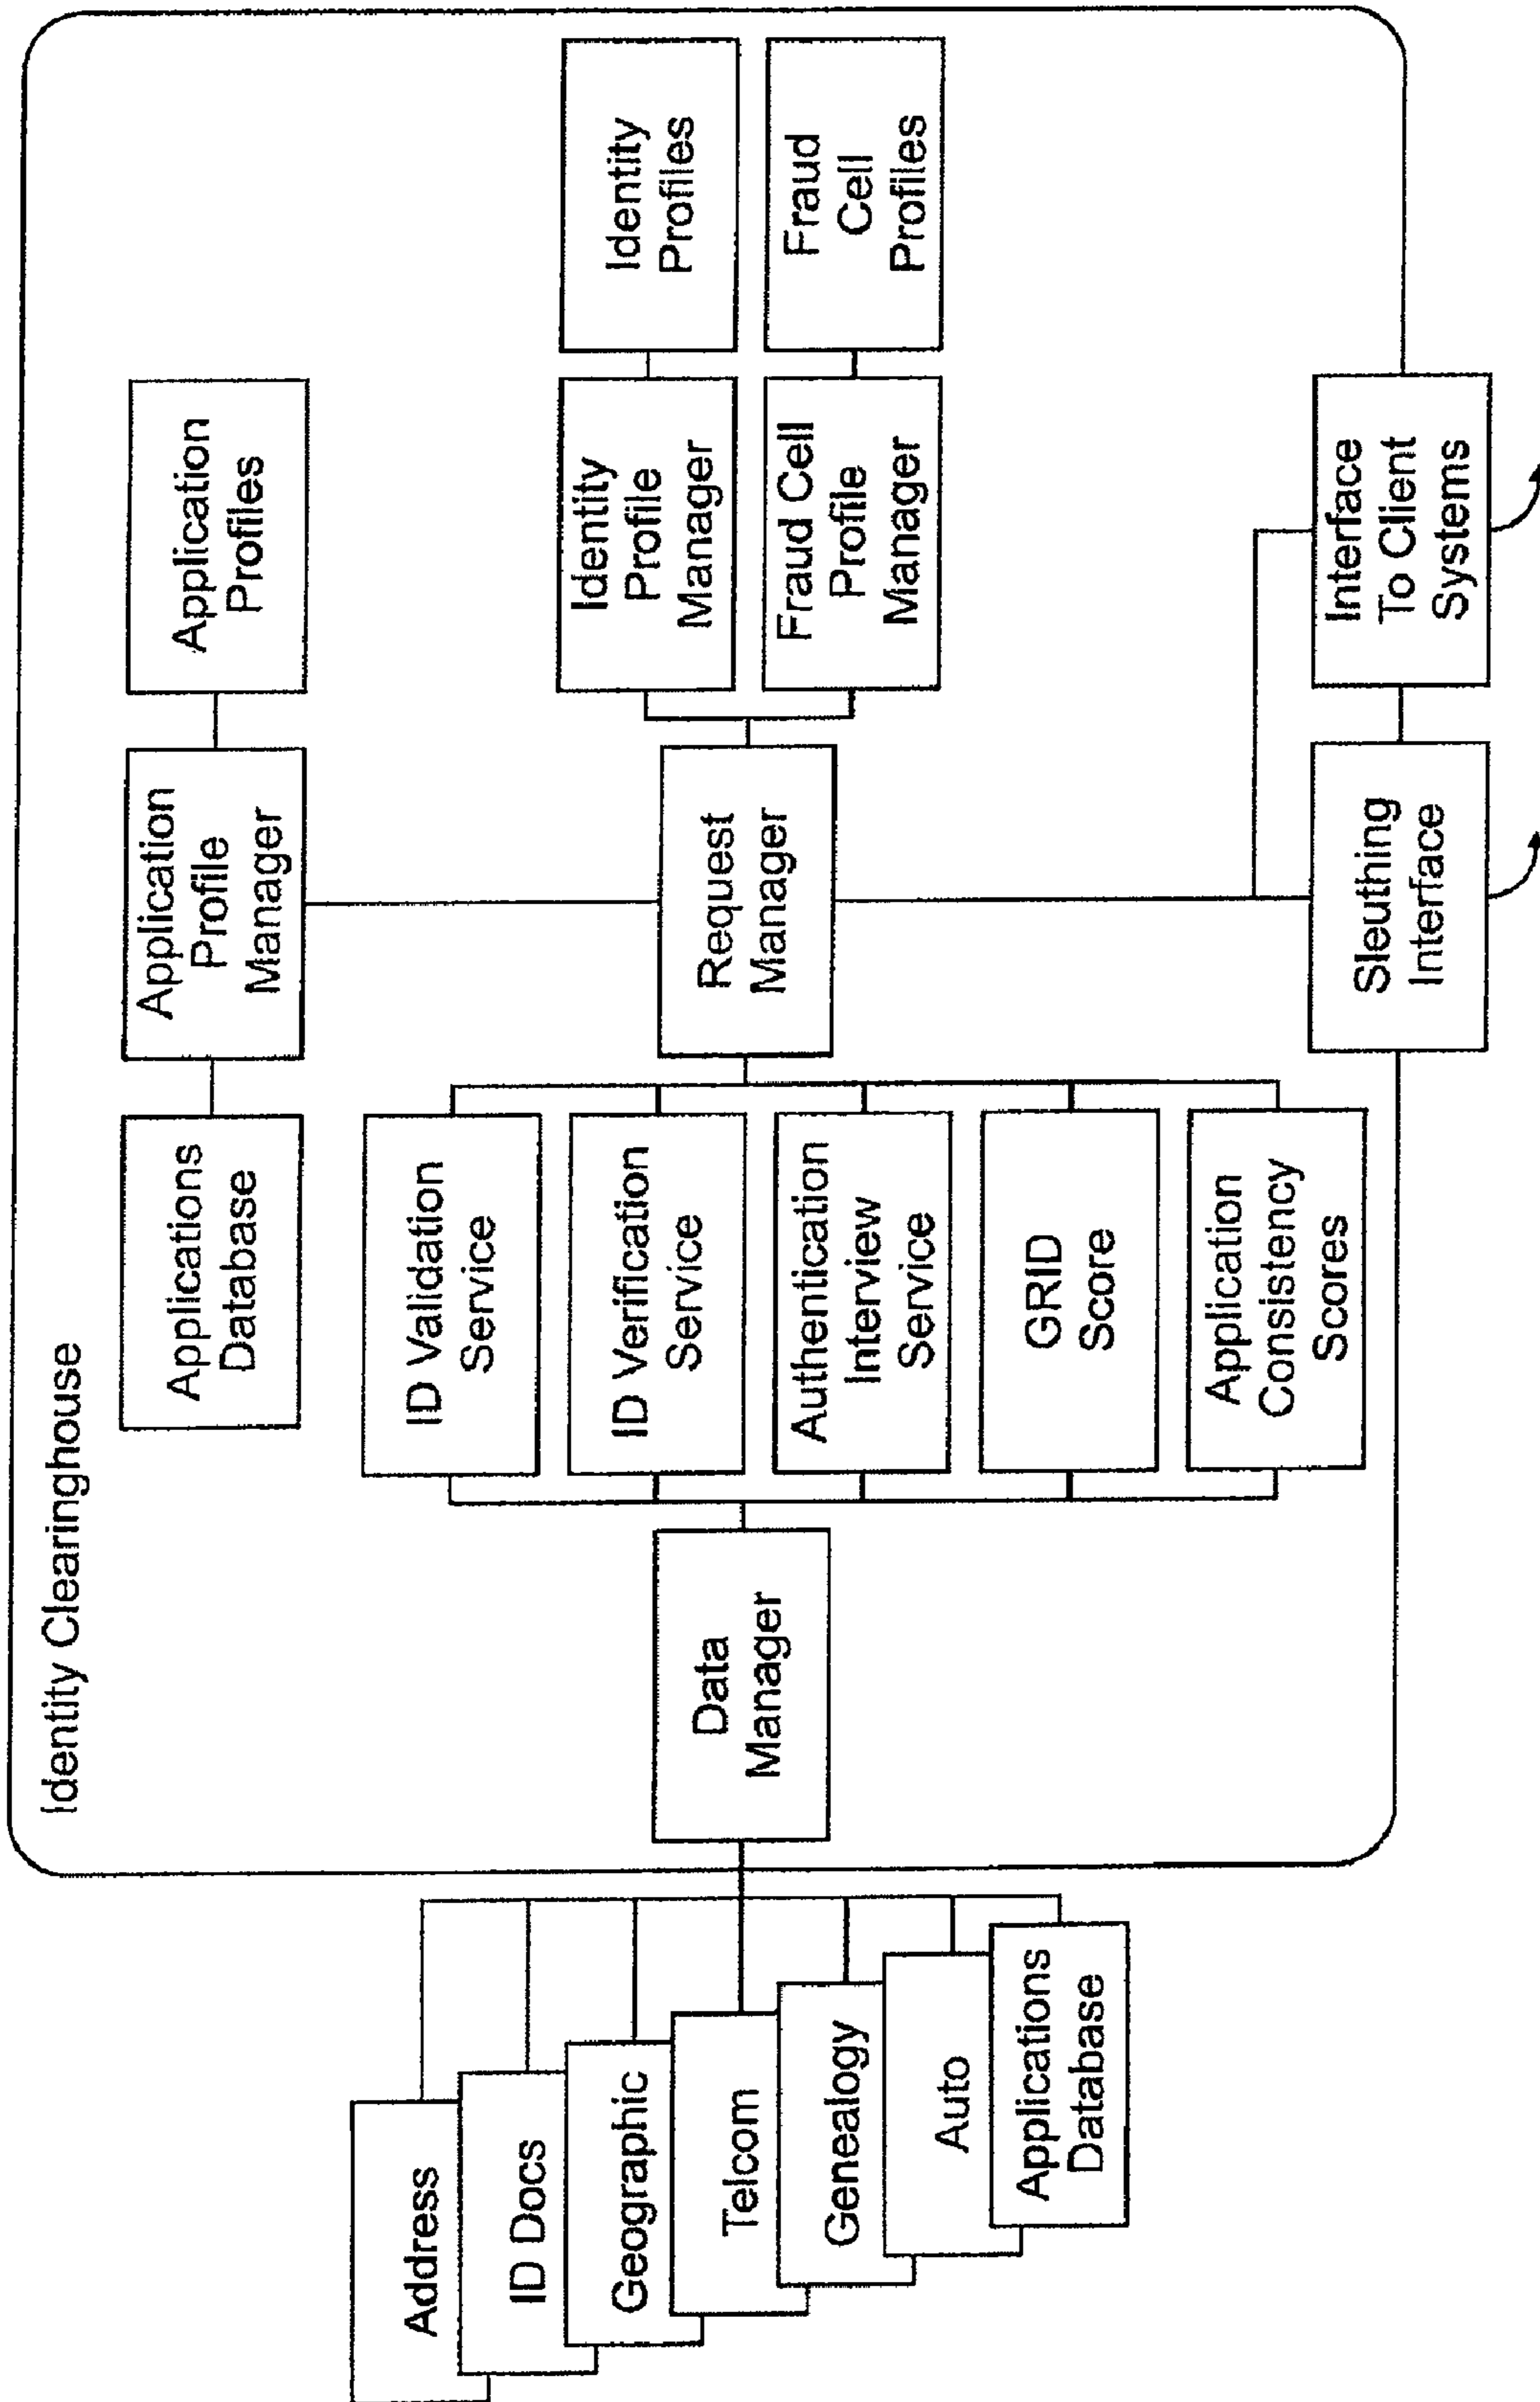 Identity Clearinghouse
Applications
Database
Application
Profile
Manager
Application
Profiles
Address
ID Docs
Geographic
Telcom
Genealogy
Auto
Applications
Database
Data
Manager
ID Validation
Service
ID Verification
Service
Authentication
Interview
Service
GRID
Score
Application
Consistency
Scores
Request
Manager
Identity
Profile
Manager
Identity
Profiles
Fraud Cell
Profile
Manager
Fraud
Cell
Profiles
Sleuthing
Interface
Interface
To Client
Systems